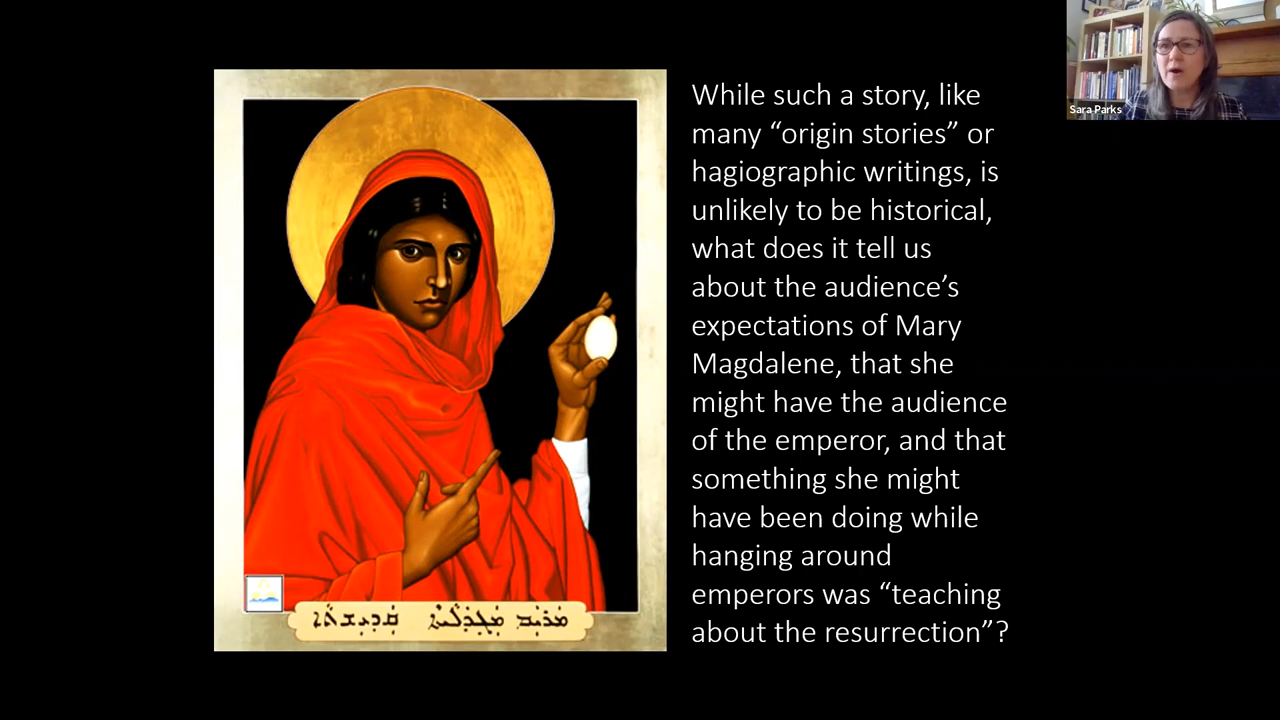 Sara Parks
While such a story, like
many “origin stories” or
hagiographic writings, is
unlikely to be historical,
what does it tell us
about the audience’s
expectations of Mary
Magdalene, that she
might have the audience
of the emperor, and that
something she might
have been doing while
hanging around
emperors was “teaching
about the resurrection”?